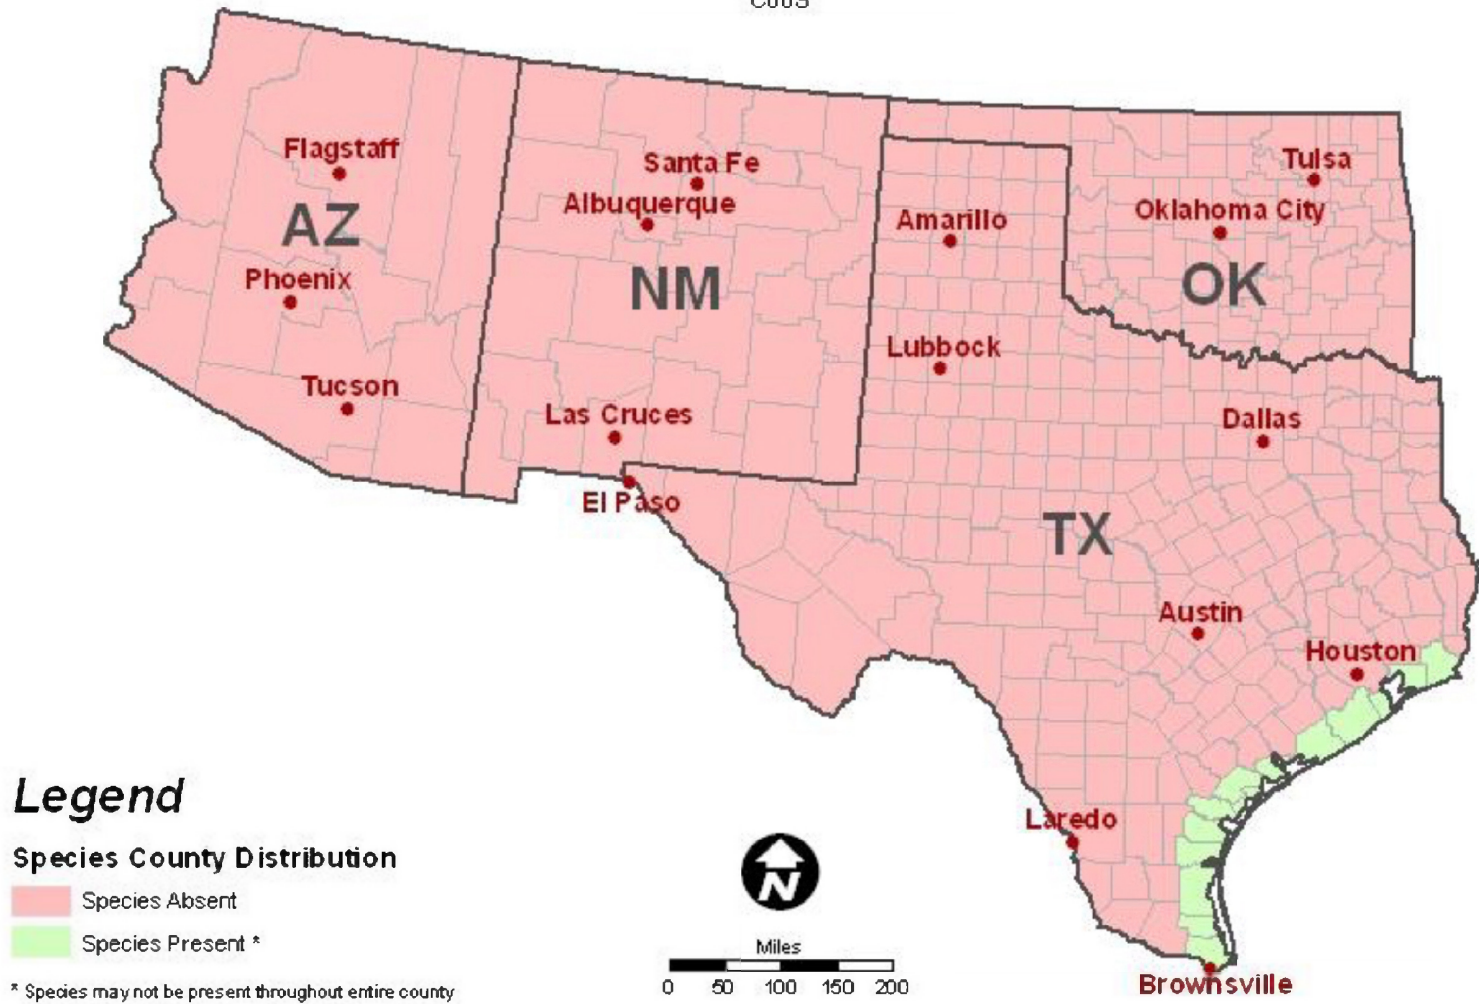 Flagstaff
Santa Fe
Tulsa
Albuquerque
Oklahoma City
Amarillo
AZ
Phoenix
NM
OK
Lubbock
Tucson
Las Cruces
Dallas
El Paso
TX
Austin
Houston
Legend
Laredo
Species County Distribution
Species Absent
N
Species Present *
Miles
0 50 100 150 200
* Species may not be present throughout entire county
Brownsville